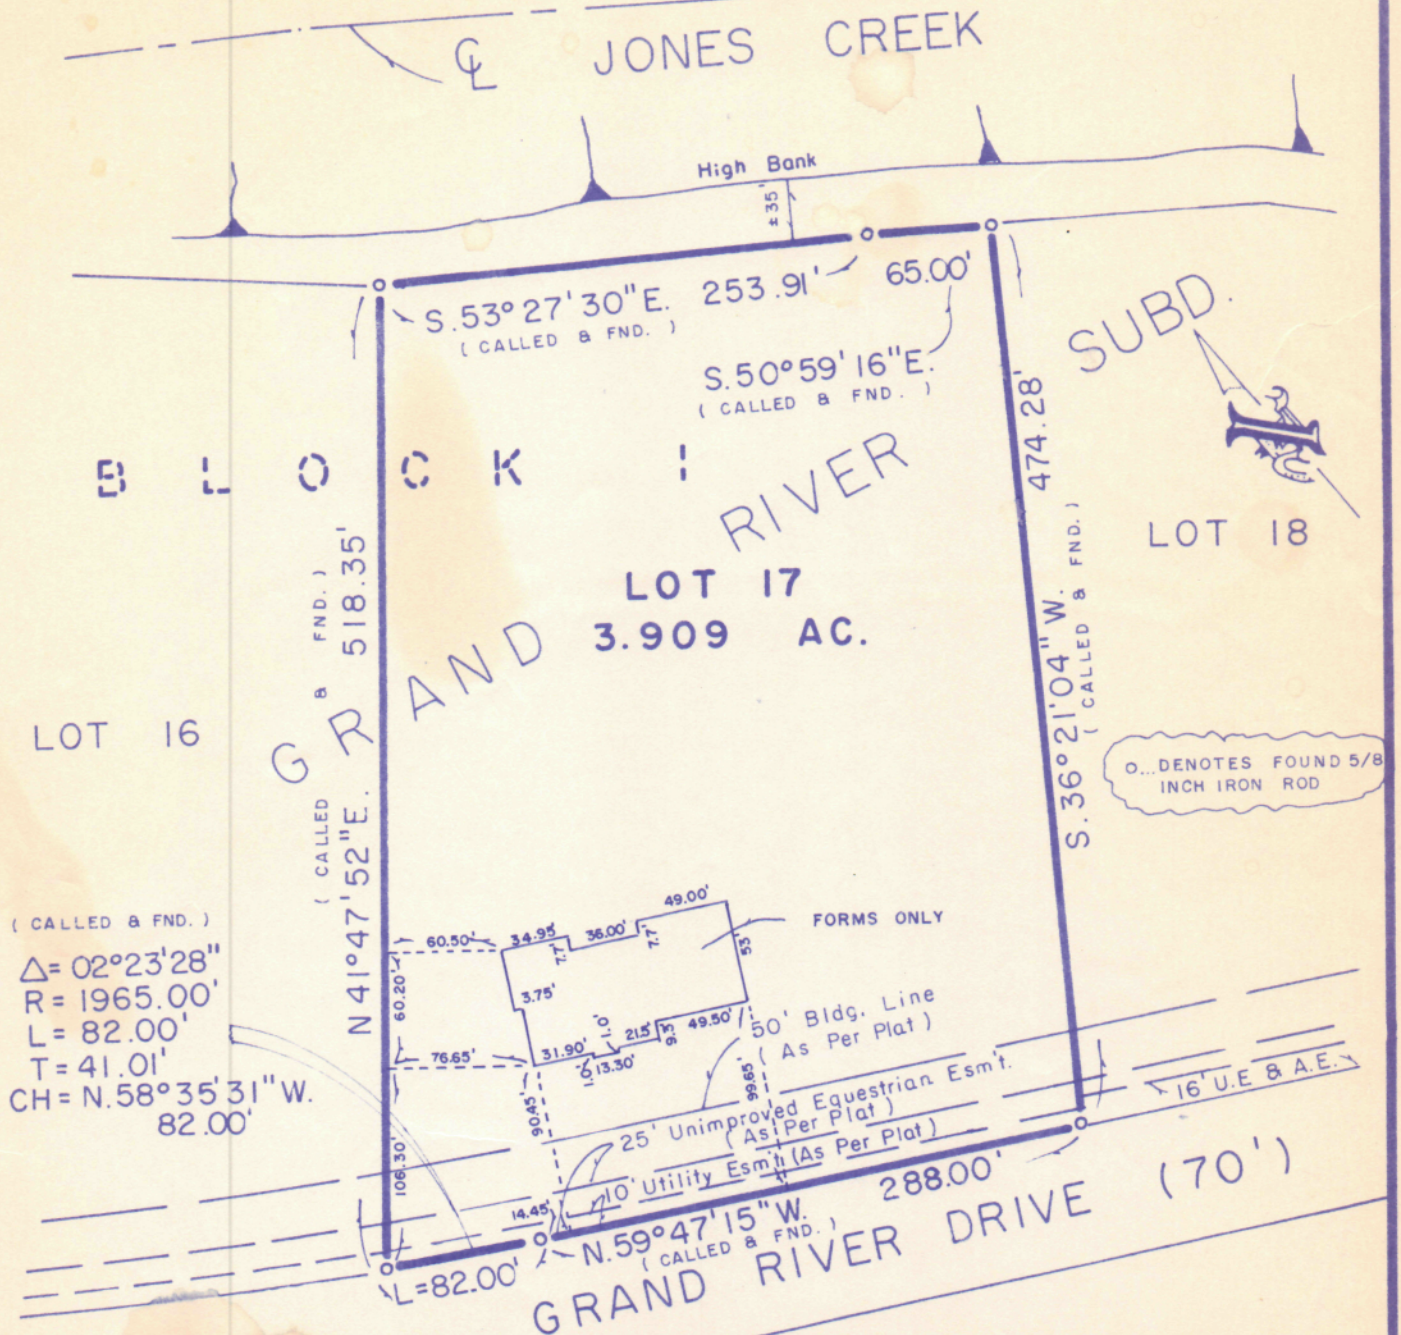 ℄ JONES CREEK
High Bank
±35'
S.53°27'30"E. 253.91'
( CALLED & FND. )
65.00'
S.50°59'16"E.
( CALLED & FND. )
SUBD.
BLOCK 1
GRAND RIVER
LOT 17
3.909 AC.
LOT 18
LOT 16
N 41°47'52"E. 518.35'
( CALLED & FND. )
S.36°21'04"W. 474.28'
( CALLED & FND. )
O...DENOTES FOUND 5/8
INCH IRON ROD
( CALLED & FND. )
Δ= 02°23'28"
R= 1965.00'
L= 82.00'
T= 41.01'
CH= N.58°35'31"W.
82.00'
FORMS ONLY
49.00'
34.95'
36.00'
7.7'
7.7'
53'
60.50'
60.20'
3.75'
76.65'
31.90'
1.0'
1.0'
13.30'
21.5'
9.3'
49.50'
90.45'
99.65'
106.30'
14.45'
50' Bldg. Line
( As Per Plat )
25' Unimproved Equestrian Esm't.
( As Per Plat )
10' Utility Esm't. (As Per Plat)
16' U.E & A.E.
288.00'
N.59°47'15"W.
( CALLED & FND. )
L=82.00'
GRAND RIVER DRIVE (70')